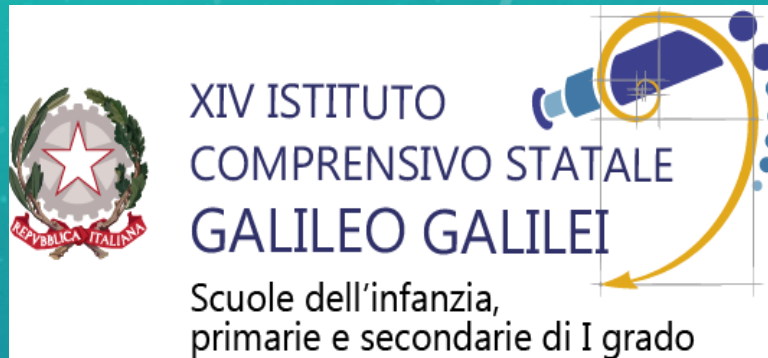 XIV ISTITUTO
COMPRENSIVO STATALE
GALILEO GALILEI
REPVBBLICA ITALIANA
Scuole dell'infanzia,
primarie e secondarie di I grado